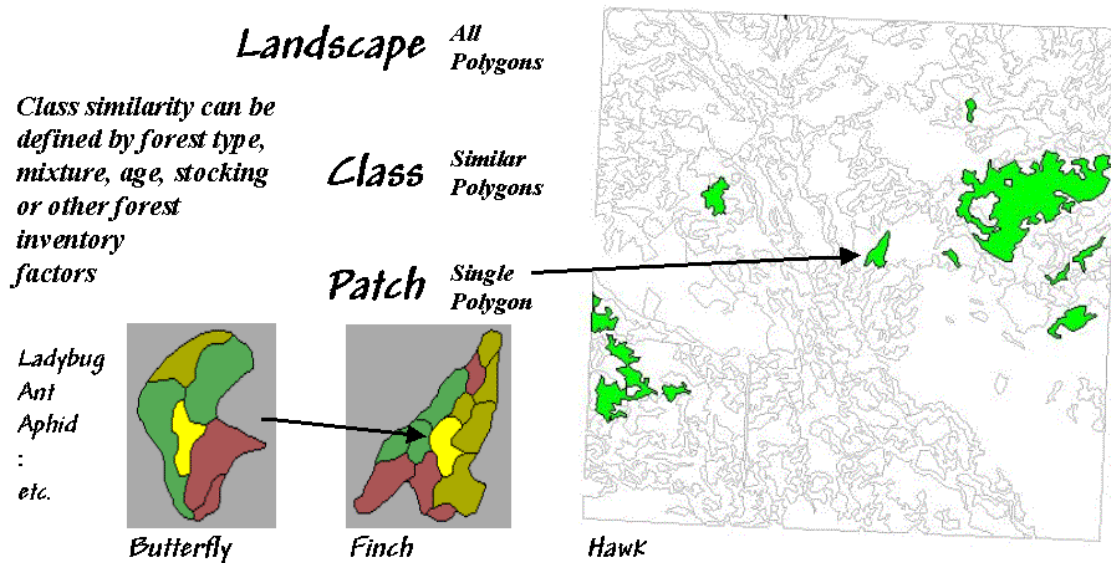 Landscape
All
Polygons
Class similarity can be
defined by forest type,
mixture, age, stocking
or other forest
inventory
factors
Class
Similar
Polygons
Patch
Single
Polygon
Ladybug
Ant
Aphid
:
etc.
Butterfly
Finch
Hawk